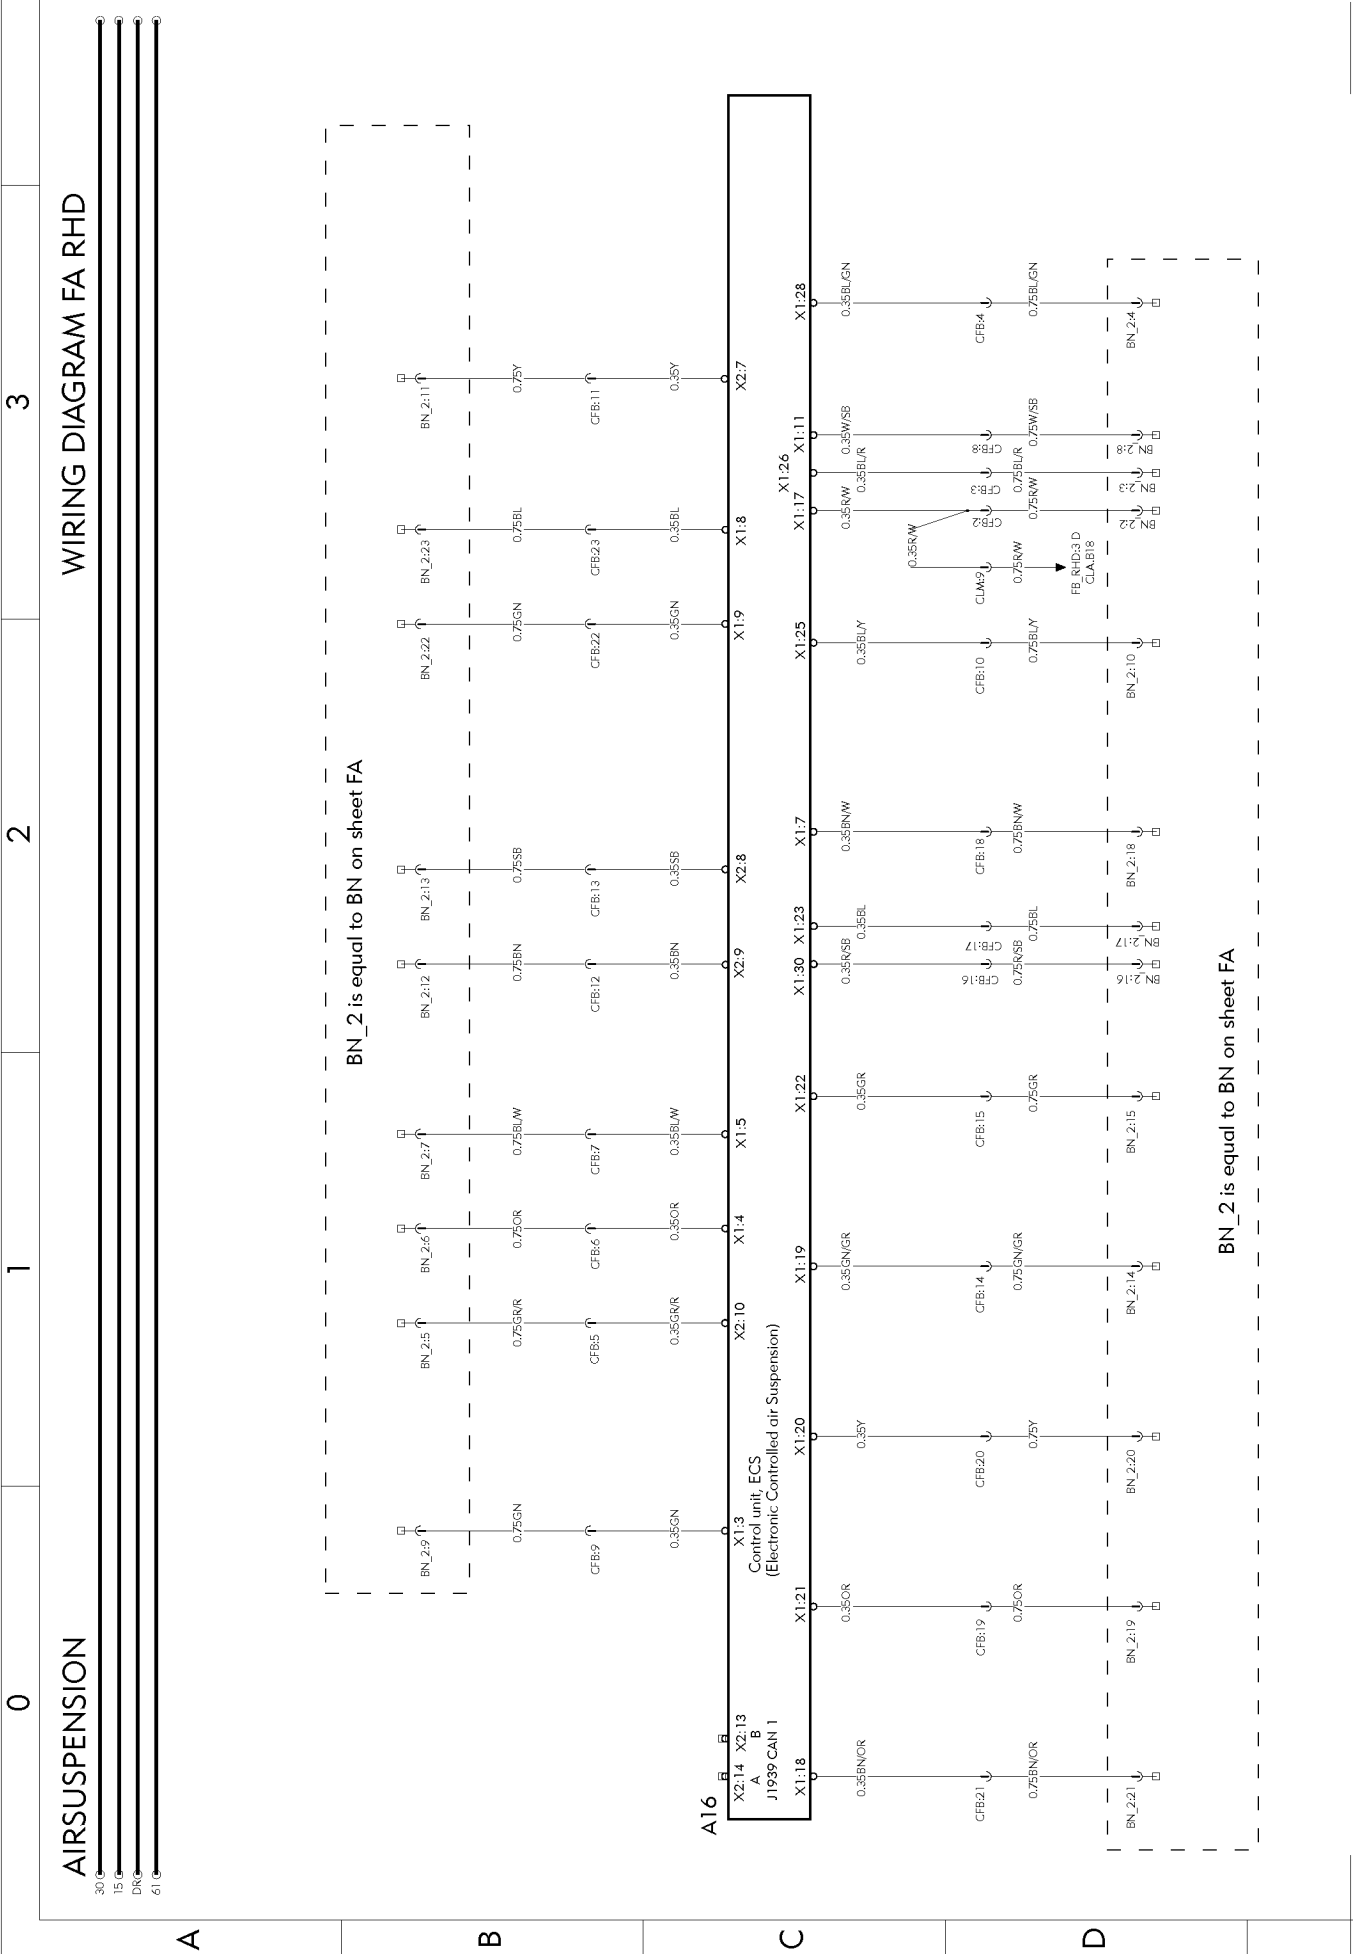 AIRSUSPENSION
WIRING DIAGRAM FA RHD
0
1
2
3
A
B
C
D
30
15
DR
61
BN_2 is equal to BN on sheet FA
BN_2:9
BN_2:5
BN_2:6
BN_2:7
BN_2:12
BN_2:13
BN_2:22
BN_2:23
BN_2:11
0.75GN
0.75GR/R
0.75OR
0.75BL/W
0.75BN
0.75SB
0.75GN
0.75BL
0.75Y
CFB:9
CFB:5
CFB:6
CFB:7
CFB:12
CFB:13
CFB:22
CFB:23
CFB:11
0.35GN
0.35GR/R
0.35OR
0.35BL/W
0.35BN
0.35SB
0.35GN
0.35BL
0.35Y
A16
X2:14
X2:13
X1:3
X2:10
X1:4
X1:5
X2:9
X2:8
X1:9
X1:8
X2:7
A
B
J1939 CAN 1
Control unit, ECS
(Electronic Controlled air Suspension)
X1:18
X1:21
X1:20
X1:19
X1:22
X1:30
X1:23
X1:7
X1:25
X1:17
X1:26
X1:11
X1:28
0.35BN/OR
0.35OR
0.35Y
0.35GN/GR
0.35GR
0.35R/SB
0.35BL
0.35BN/W
0.35BL/Y
0.35R/W
0.35BL/R
0.35W/SB
0.35BL/GN
0.35R/W
CFB:21
CFB:19
CFB:20
CFB:14
CFB:15
CFB:16
CFB:17
CFB:18
CFB:10
CLM:9
CFB:2
CFB:3
CFB:8
CFB:4
0.75BN/OR
0.75OR
0.75Y
0.75GN/GR
0.75GR
0.75R/SB
0.75BL
0.75BN/W
0.75BL/Y
0.75R/W
0.75R/W
0.75BL/R
0.75W/SB
0.75BL/GN
FB_RHD:3 D
CLA.B18
BN_2:21
BN_2:19
BN_2:20
BN_2:14
BN_2:15
BN_2:16
BN_2:17
BN_2:18
BN_2:10
BN_2:2
BN_2:3
BN_2:8
BN_2:4
BN_2 is equal to BN on sheet FA